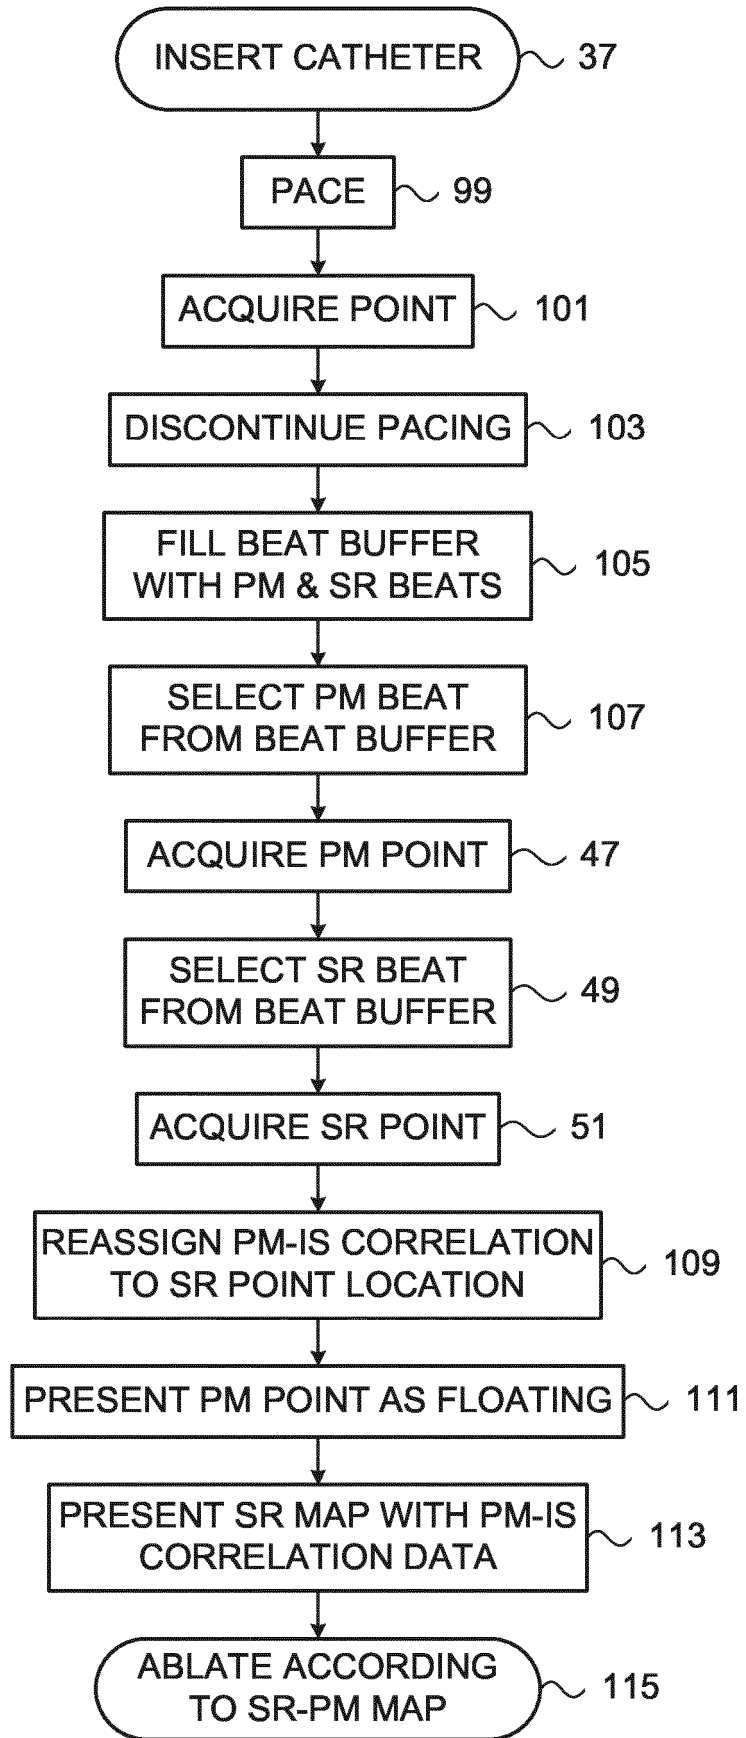 INSERT CATHETER
37
PACE
99
ACQUIRE POINT
101
DISCONTINUE PACING
103
FILL BEAT BUFFER
WITH PM & SR BEATS
105
SELECT PM BEAT
FROM BEAT BUFFER
107
ACQUIRE PM POINT
47
SELECT SR BEAT
FROM BEAT BUFFER
49
ACQUIRE SR POINT
51
REASSIGN PM-IS CORRELATION
TO SR POINT LOCATION
109
PRESENT PM POINT AS FLOATING
111
PRESENT SR MAP WITH PM-IS
CORRELATION DATA
113
ABLATE ACCORDING
TO SR-PM MAP
115